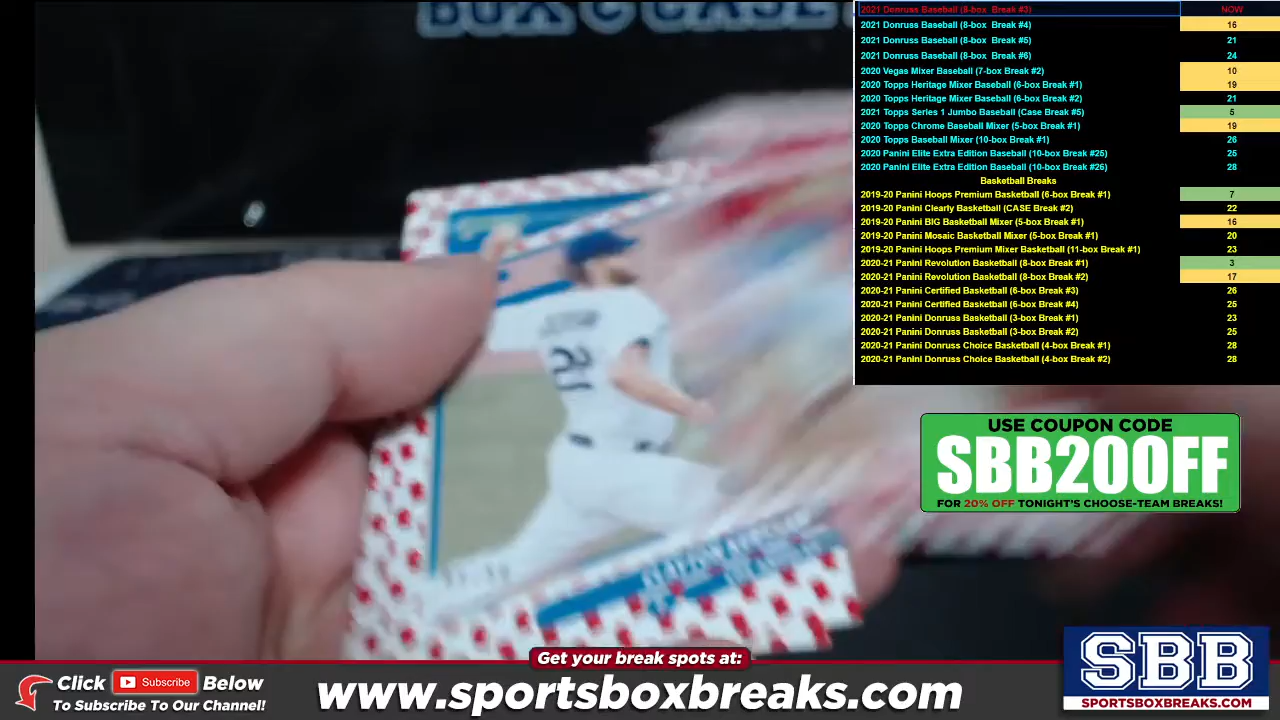 2021 Donruss Baseball (8-box Break #3) NOW
2021 Donruss Baseball (8-box Break #4) 16
2021 Donruss Baseball (8-box Break #5) 21
2021 Donruss Baseball (8-box Break #6) 24
2020 Vegas Mixer Baseball (7-box Break #2) 10
2020 Topps Heritage Mixer Baseball (6-box Break #1) 19
2020 Topps Heritage Mixer Baseball (6-box Break #2) 21
2021 Topps Series 1 Jumbo Baseball (Case Break #5) 5
2020 Topps Chrome Baseball Mixer (5-box Break #1) 19
2020 Topps Baseball Mixer (10-box Break #1) 26
2020 Panini Elite Extra Edition Baseball (10-box Break #25) 25
2020 Panini Elite Extra Edition Baseball (10-box Break #26) 28
Basketball Breaks
2019-20 Panini Hoops Premium Basketball (6-box Break #1) 7
2019-20 Panini Clearly Basketball (CASE Break #2) 22
2019-20 Panini BIG Basketball Mixer (5-box Break #1) 16
2019-20 Panini Mosaic Basketball Mixer (5-box Break #1) 20
2019-20 Panini Hoops Premium Mixer Basketball (11-box Break #1) 23
2020-21 Panini Revolution Basketball (8-box Break #1) 3
2020-21 Panini Revolution Basketball (8-box Break #2) 17
2020-21 Panini Certified Basketball (6-box Break #3) 26
2020-21 Panini Certified Basketball (6-box Break #4) 25
2020-21 Panini Donruss Basketball (3-box Break #1) 23
2020-21 Panini Donruss Basketball (3-box Break #2) 25
2020-21 Panini Donruss Choice Basketball (4-box Break #1) 28
2020-21 Panini Donruss Choice Basketball (4-box Break #2) 28
USE COUPON CODE
SBB20OFF
FOR 20% OFF TONIGHT'S CHOOSE-TEAM BREAKS!
Get your break spots at:
www.sportsboxbreaks.com
Click Subscribe Below
To Subscribe To Our Channel!
SBB
SPORTSBOXBREAKS.COM